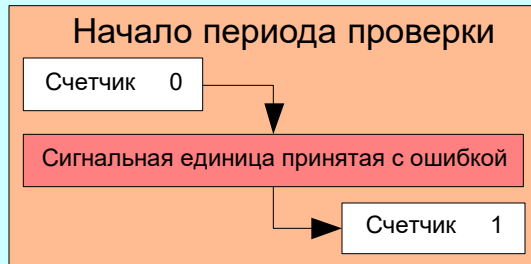 Начало периода проверки
Счетчик 0
Сигнальная единица принятая с ошибкой
Счетчик 1